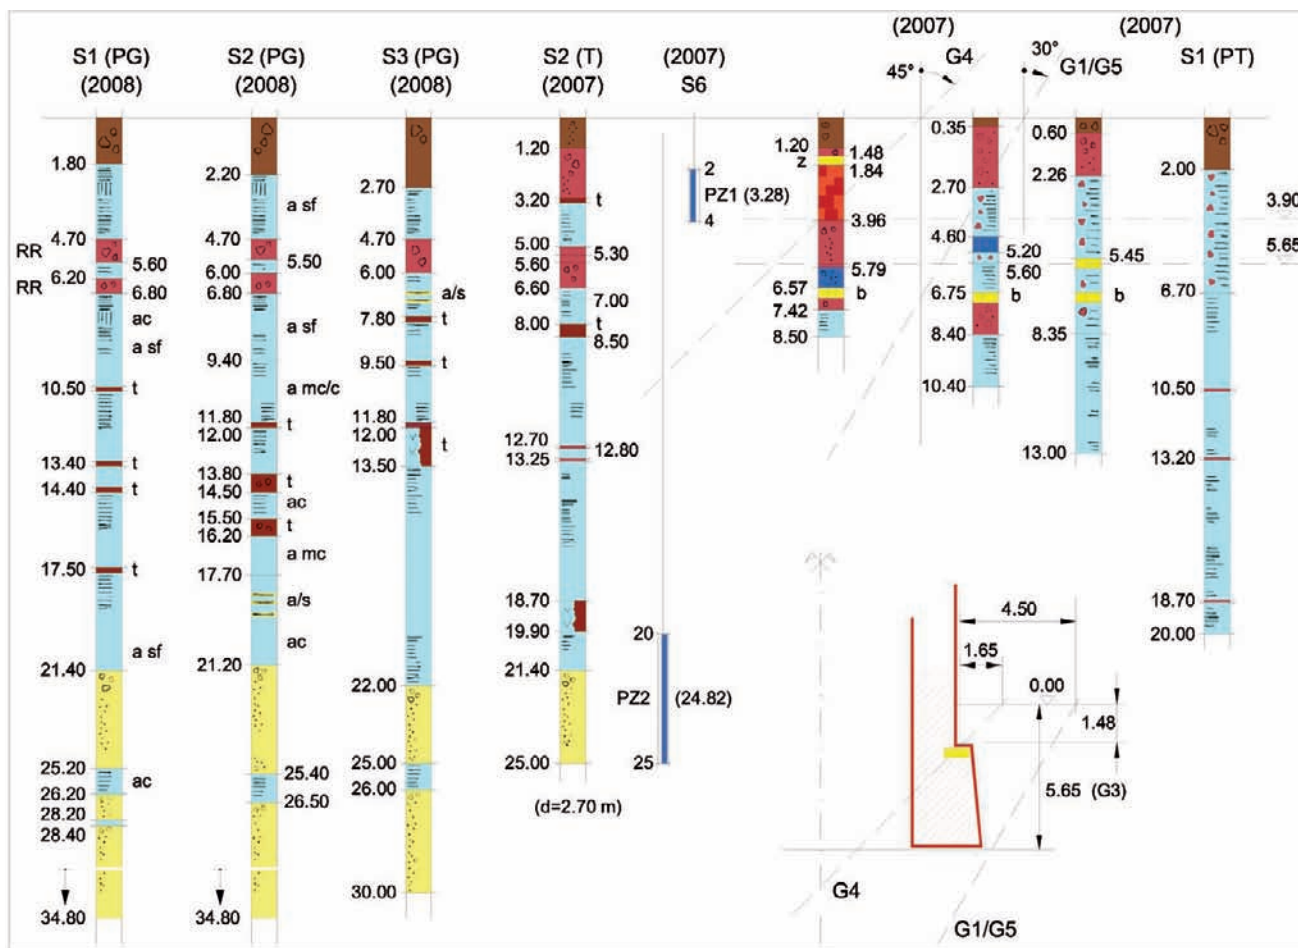 S1 (PG)
(2008)
S2 (PG)
(2008)
S3 (PG)
(2008)
S2 (T)
(2007)
(2007)
S6
(2007)
G4
45°
30°
G1/G5
(2007)
S1 (PT)
1.80
4.70
RR
5.60
6.20
RR
6.80
ac
a sf
10.50
t
13.40
t
14.40
t
17.50
t
a sf
21.40
25.20
ac
26.20
28.20
28.40
34.80
2.20
a sf
4.70
5.50
6.00
6.80
a sf
9.40
a mc/c
11.80
t
12.00
13.80
t
14.50
ac
15.50
t
16.20
a mc
17.70
a/s
ac
21.20
25.40
26.50
34.80
2.70
4.70
6.00
a/s
7.80
t
9.50
t
11.80
12.00
t
13.50
22.00
25.00
26.00
30.00
1.20
3.20
t
5.00
5.30
5.60
6.60
7.00
8.00
t
8.50
12.70
12.80
13.25
18.70
19.90
21.40
25.00
(d=2.70 m)
2
PZ1 (3.28)
4
20
PZ2 (24.82)
25
1.20
1.48
z
1.84
3.96
5.79
6.57
b
7.42
8.50
0.35
2.70
4.60
5.20
5.60
6.75
b
8.40
10.40
0.60
2.26
5.45
b
8.35
13.00
2.00
3.90
5.65
6.70
10.50
13.20
18.70
20.00
4.50
1.65
0.00
1.48
5.65 (G3)
G4
G1/G5